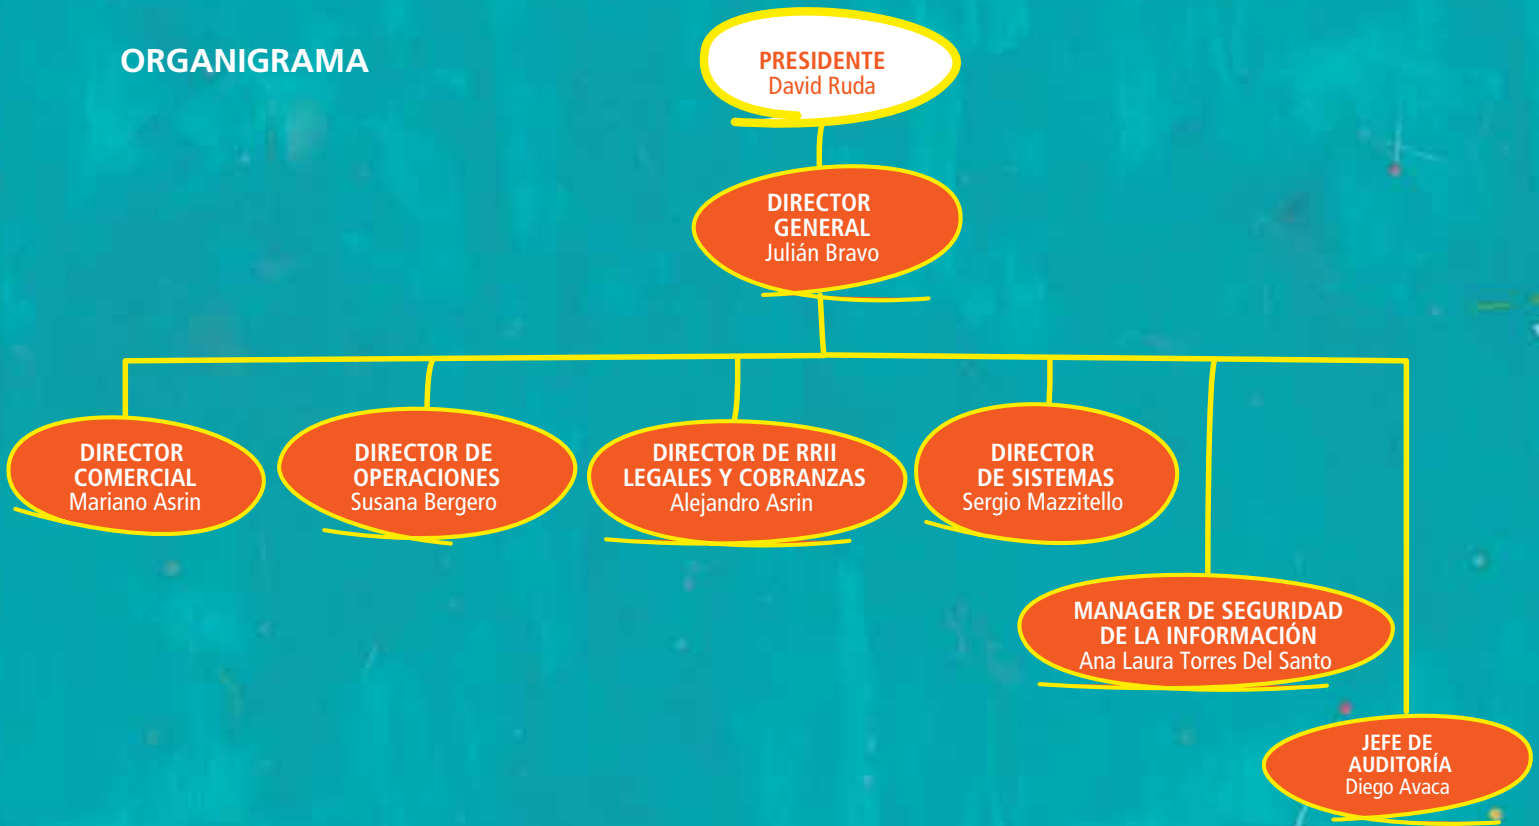 ORGANIGRAMA
PRESIDENTE
David Ruda
DIRECTOR
GENERAL
Julián Bravo
DIRECTOR
COMERCIAL
Mariano Asrin
DIRECTOR DE
OPERACIONES
Susana Bergero
DIRECTOR DE RRII
LEGALES Y COBRANZAS
Alejandro Asrin
DIRECTOR
DE SISTEMAS
Sergio Mazzitello
MANAGER DE SEGURIDAD
DE LA INFORMACIÓN
Ana Laura Torres Del Santo
JEFE DE
AUDITORÍA
Diego Avaca